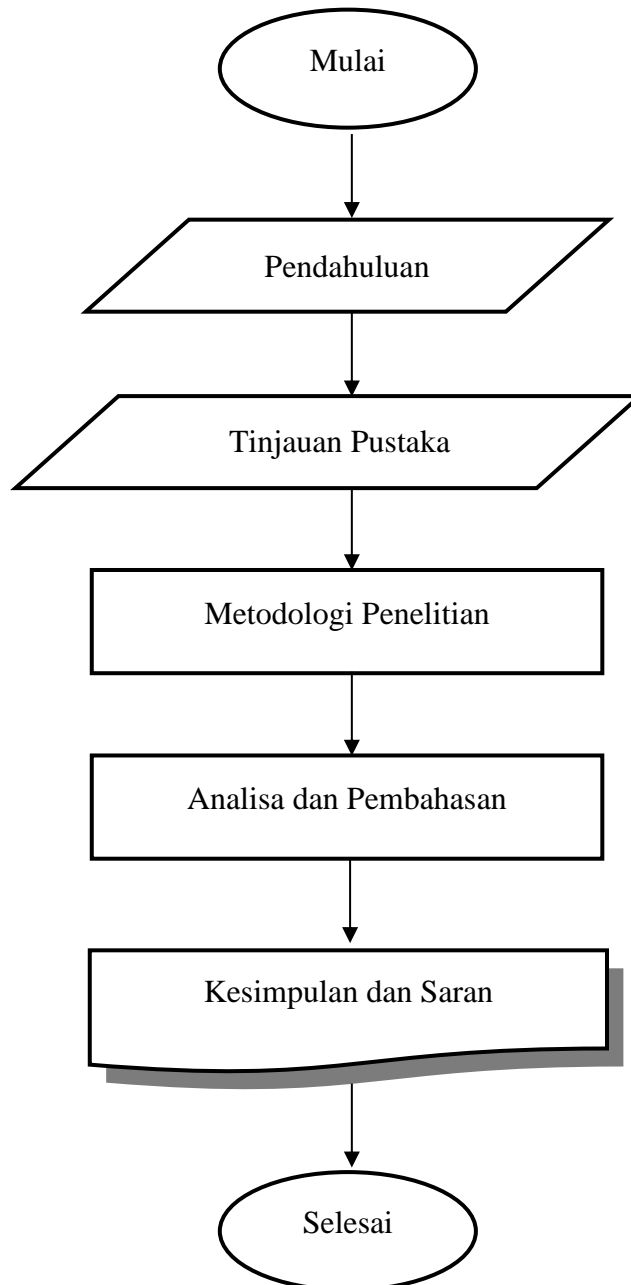 Mulai
Pendahuluan
Tinjauan Pustaka
Metodologi Penelitian
Analisa dan Pembahasan
Kesimpulan dan Saran
Selesai